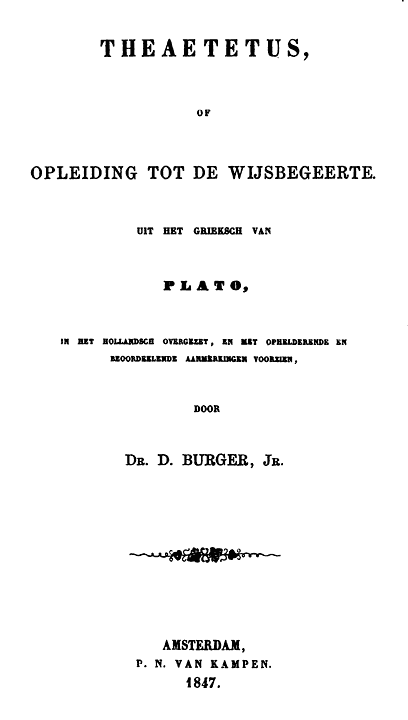 THEAETETUS,
OF
OPLEIDING TOT DE WIJSBEGEERTE.
UIT HET GRIEKSCH VAN
PLATO,
IN HET HOLLANDSCH OVERGEZET, EN MET OPHELDERENDE EN
BEOORDEELENDE AANMERKINGEN VOORZIEN,
DOOR
DR. D. BURGER, JR.
AMSTERDAM,
P. N. VAN KAMPEN.
1847.